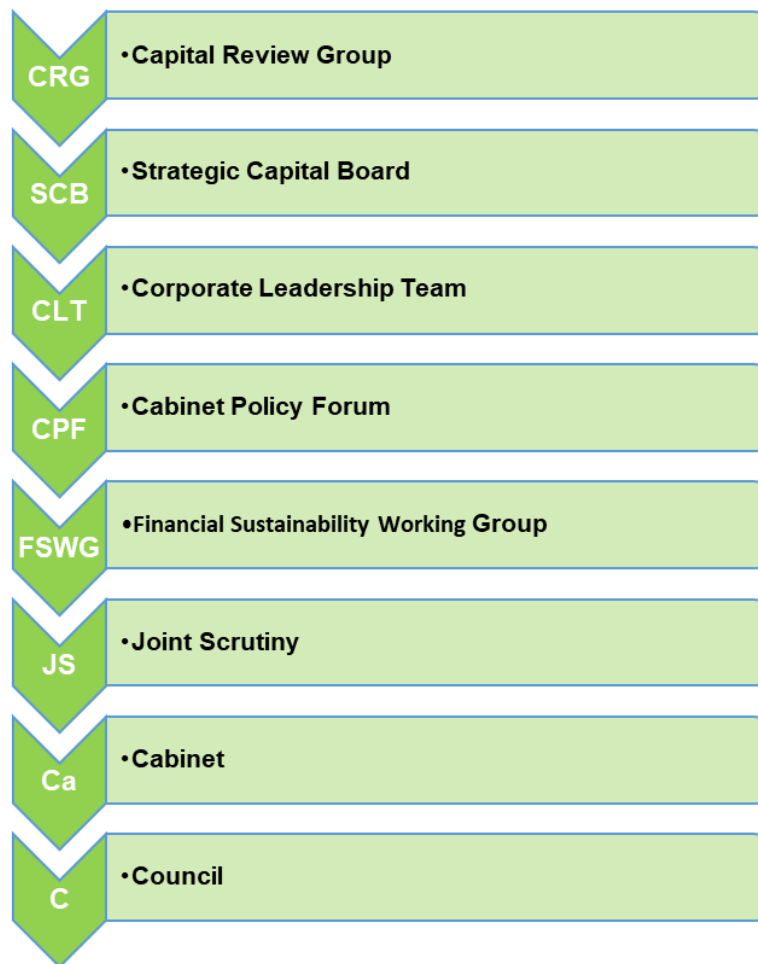 CRG
•Capital Review Group
SCB
•Strategic Capital Board
CLT
•Corporate Leadership Team
CPF
•Cabinet Policy Forum
FSWG
•Financial Sustainability Working Group
JS
•Joint Scrutiny
Ca
•Cabinet
C
•Council